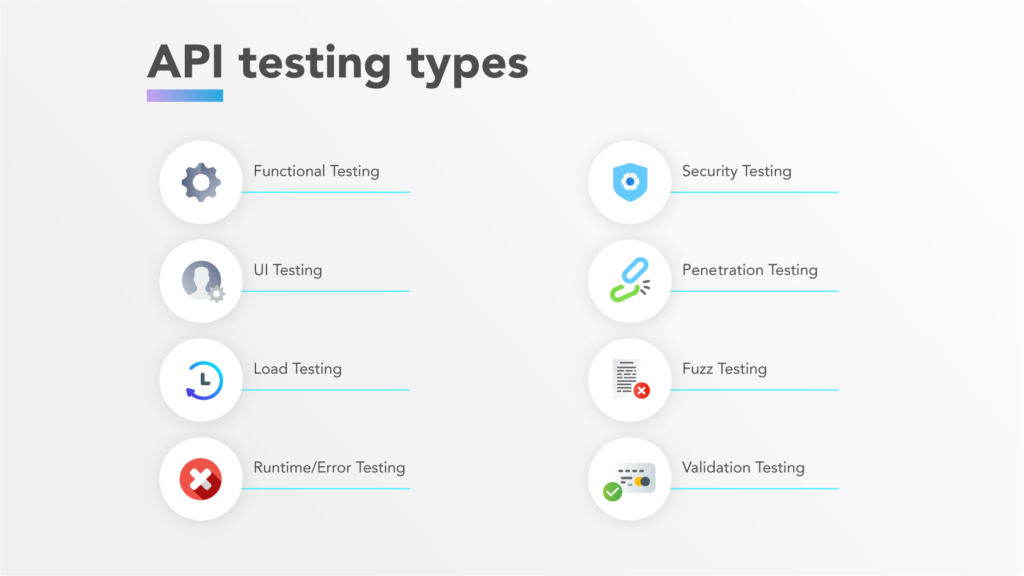 API testing types
Functional Testing
UI Testing
Load Testing
Runtime/Error Testing
Security Testing
Penetration Testing
Fuzz Testing
Validation Testing